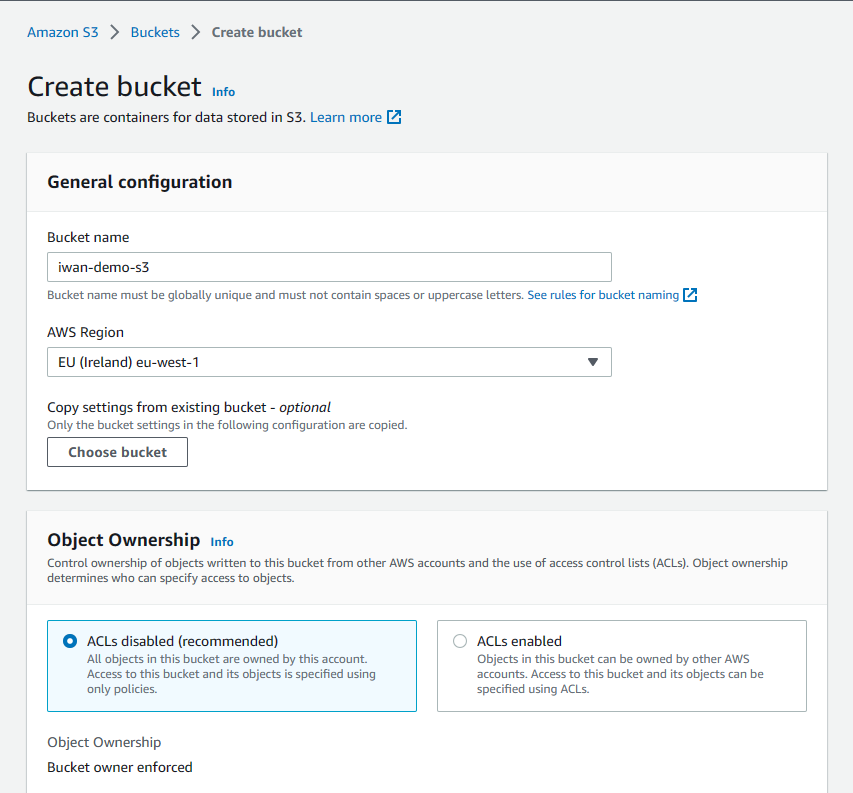 Amazon S3 > Buckets > Create bucket
Create bucket Info
Buckets are containers for data stored in S3. Learn more
General configuration
Bucket name
iwan-demo-s3
Bucket name must be globally unique and must not contain spaces or uppercase letters. See rules for bucket naming
AWS Region
EU (Ireland) eu-west-1
Copy settings from existing bucket - optional
Only the bucket settings in the following configuration are copied.
Choose bucket
Object Ownership Info
Control ownership of objects written to this bucket from other AWS accounts and the use of access control lists (ACLs). Object ownership
determines who can specify access to objects.
ACLs disabled (recommended)
All objects in this bucket are owned by this account.
Access to this bucket and its objects is specified using
only policies.
ACLs enabled
Objects in this bucket can be owned by other AWS
accounts. Access to this bucket and its objects can be
specified using ACLs.
Object Ownership
Bucket owner enforced